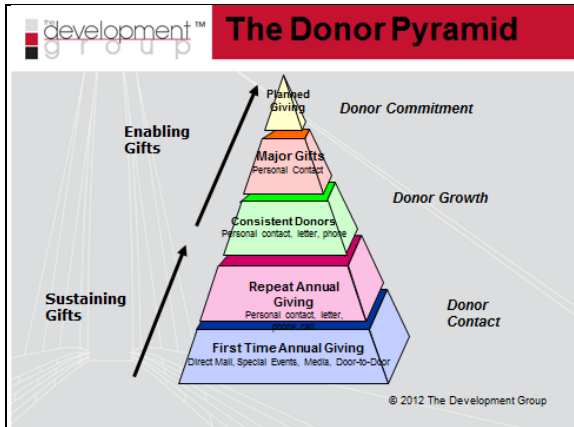 the
development™
group
The Donor Pyramid
Planned
Giving
Donor Commitment
Enabling
Gifts
Major Gifts
Personal Contact
Donor Growth
Consistent Donors
Personal contact, letter, phone
Sustaining
Gifts
Repeat Annual
Giving
Personal contact, letter,
phone call
Donor
Contact
First Time Annual Giving
Direct Mail, Special Events, Media, Door-to-Door
© 2012 The Development Group